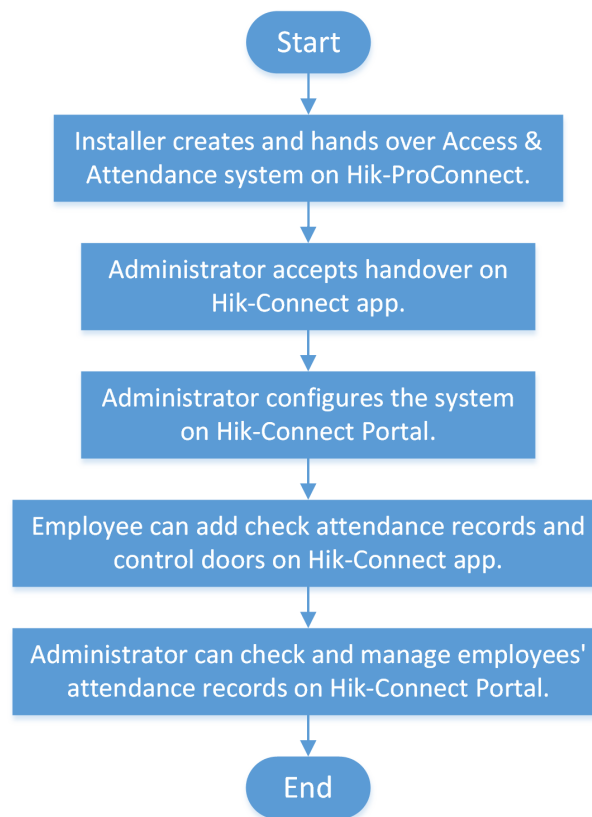 Start
Installer creates and hands over Access &
Attendance system on Hik-ProConnect.
Administrator accepts handover on
Hik-Connect app.
Administrator configures the system
on Hik-Connect Portal.
Employee can add check attendance records and
control doors on Hik-Connect app.
Administrator can check and manage employees'
attendance records on Hik-Connect Portal.
End